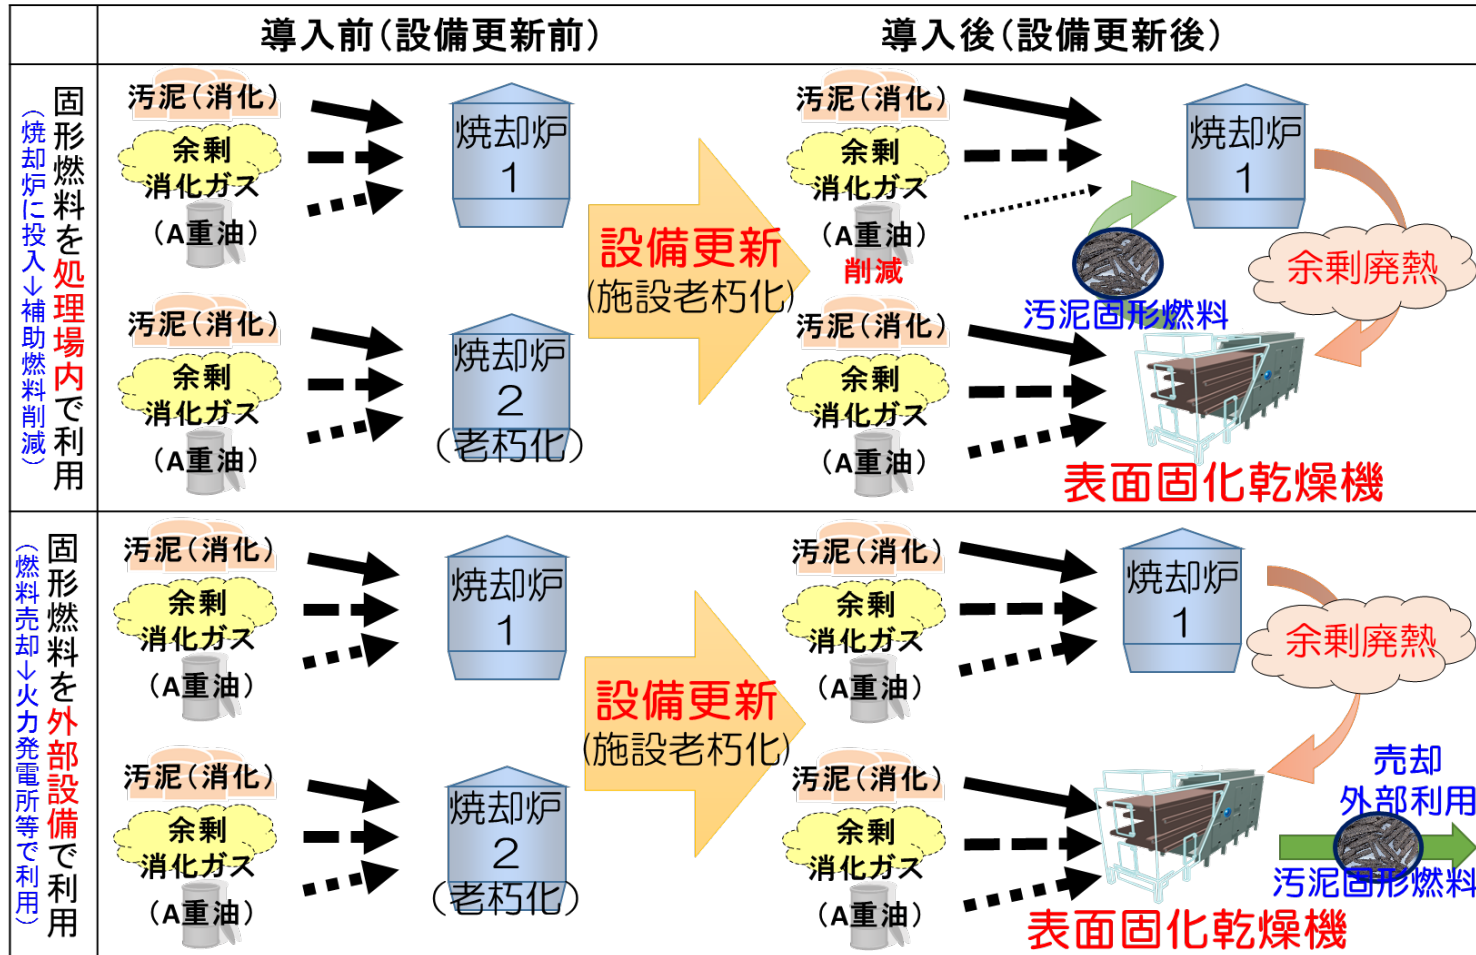 導入前(設備更新前)
導入後(設備更新後)
固形燃料を処理場内で利用
(焼却炉に投入→補助燃料削減)
汚泥(消化)
余剰
消化ガス
(A重油)
焼却炉
1
汚泥(消化)
余剰
消化ガス
(A重油)
焼却炉
2
(老朽化)
設備更新
(施設老朽化)
汚泥(消化)
余剰
消化ガス
(A重油)
削減
焼却炉
1
余剰廃熱
汚泥固形燃料
汚泥(消化)
余剰
消化ガス
(A重油)
表面固化乾燥機
固形燃料を外部設備で利用
(燃料売却→火力発電所等で利用)
汚泥(消化)
余剰
消化ガス
(A重油)
焼却炉
1
汚泥(消化)
余剰
消化ガス
(A重油)
焼却炉
2
(老朽化)
設備更新
(施設老朽化)
汚泥(消化)
余剰
消化ガス
(A重油)
焼却炉
1
余剰廃熱
汚泥(消化)
余剰
消化ガス
(A重油)
表面固化乾燥機
売却
外部利用
汚泥固形燃料